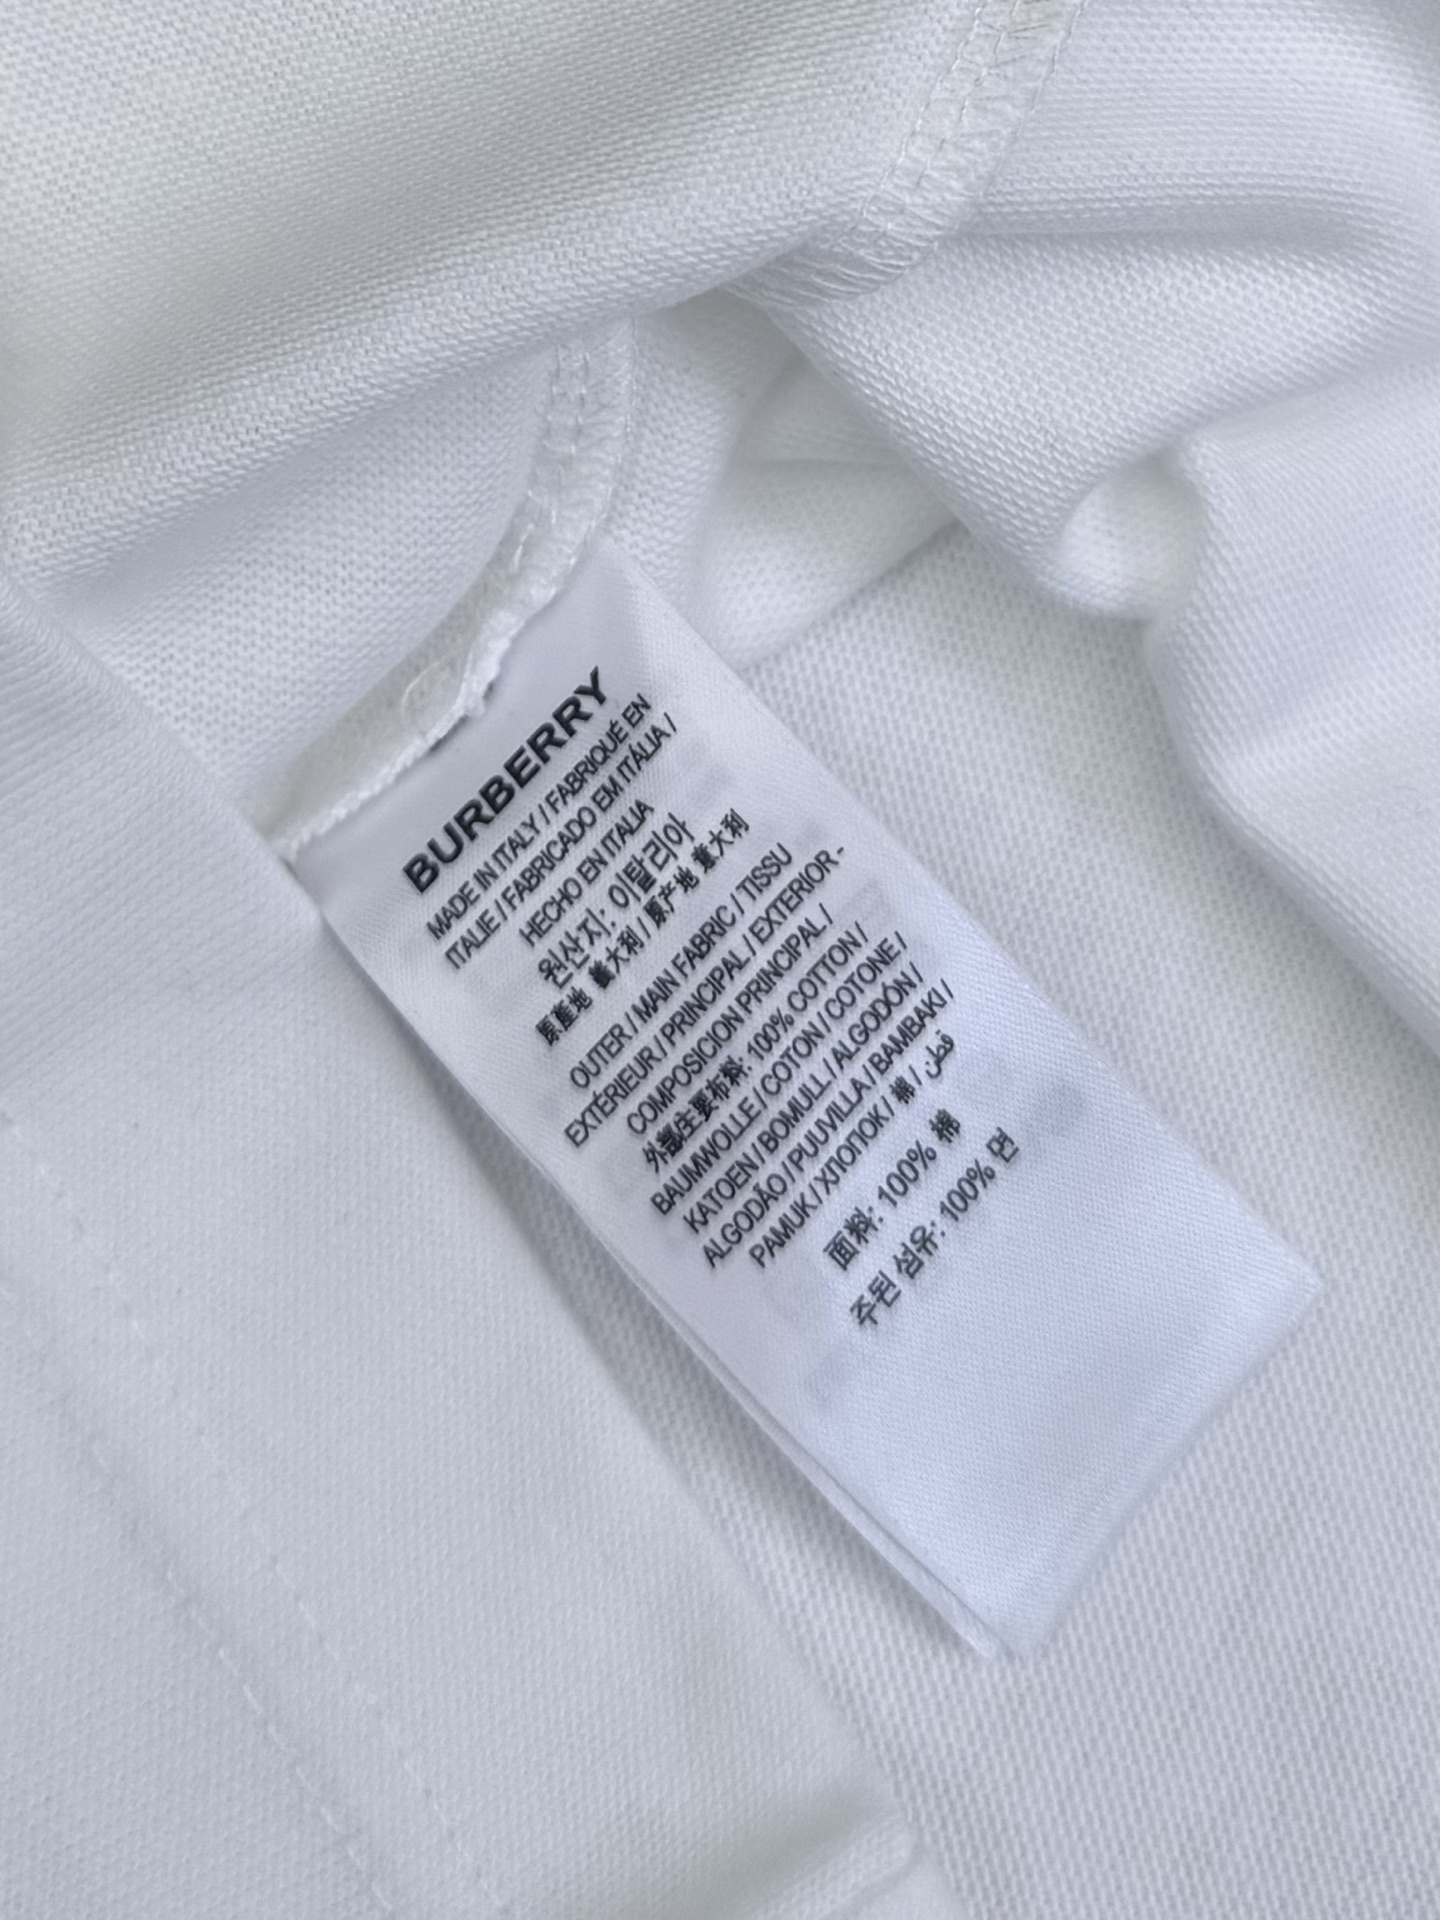 BURBERRY
MADE IN ITALY / FABRIQUÉ EN
ITALIE / FABRICADO EM ITÁLIA /
HECHO EN ITALIA
원산지: 이탈리아
原産地 義大利 / 原产地 意大利
OUTER / MAIN FABRIC / TISSU
EXTÉRIEUR / PRINCIPAL / EXTERIOR -
COMPOSICION PRINCIPAL /
外部/主要布料: 100% COTTON /
BAUMWOLLE / COTON / COTONE /
KATOEN / BOMULL / ALGODÓN /
ALGODÃO / PUUVILLA / BAMBAKI /
PAMUK / ХЛОПОК / 棉 / قطن
面料: 100% 棉
주된 섬유: 100% 면